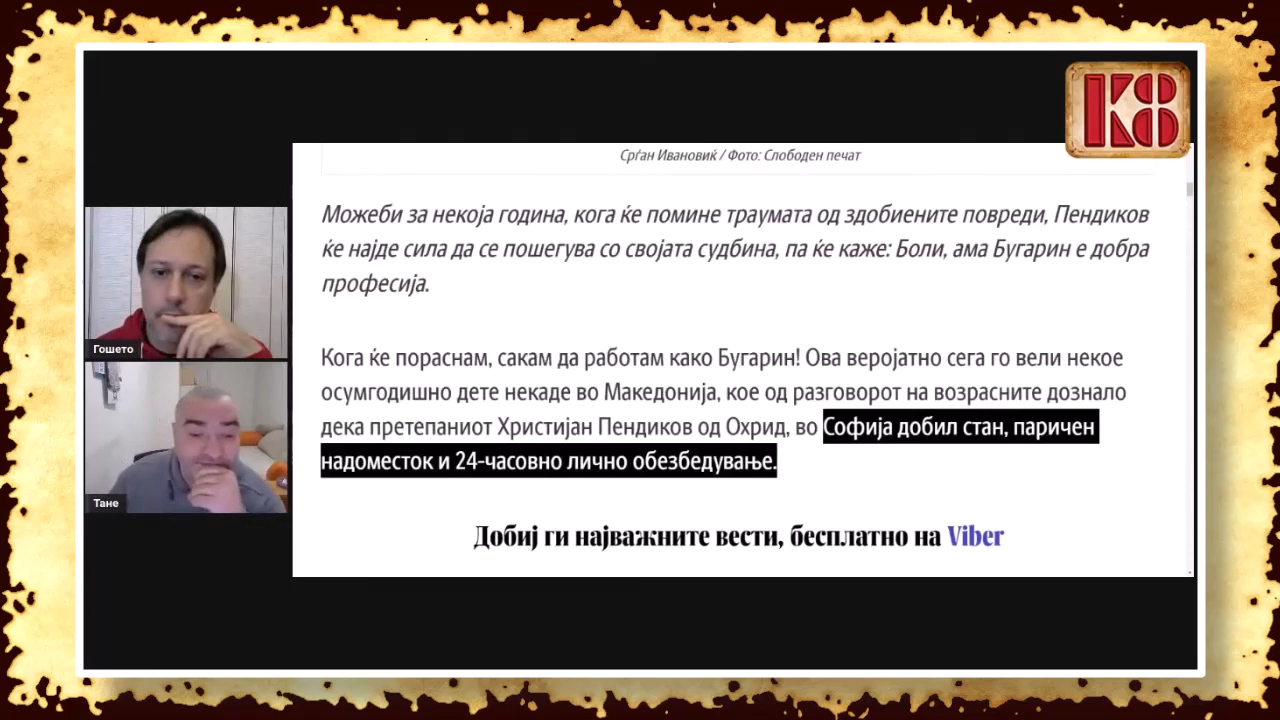 K8
Срѓан Ивановиќ / Фото: Слободен печат
Можеби за некоја година, кога ќе помине траумата од здобиените повреди, Пендиков
ќе најде сила да се пошегува со својата судбина, па ќе каже: Боли, ама Бугарин е добра
професија.
Кога ќе пораснам, сакам да работам како Бугарин! Ова веројатно сега го вели некое
осумгодишно дете некаде во Македонија, кое од разговорот на возрасните дознало
дека претепаниот Христијан Пендиков од Охрид, во Софија добил стан, паричен
надоместок и 24-часовно лично обезбедување.
Добиј ги најважните вести, бесплатно на Viber
Гошето
Тане